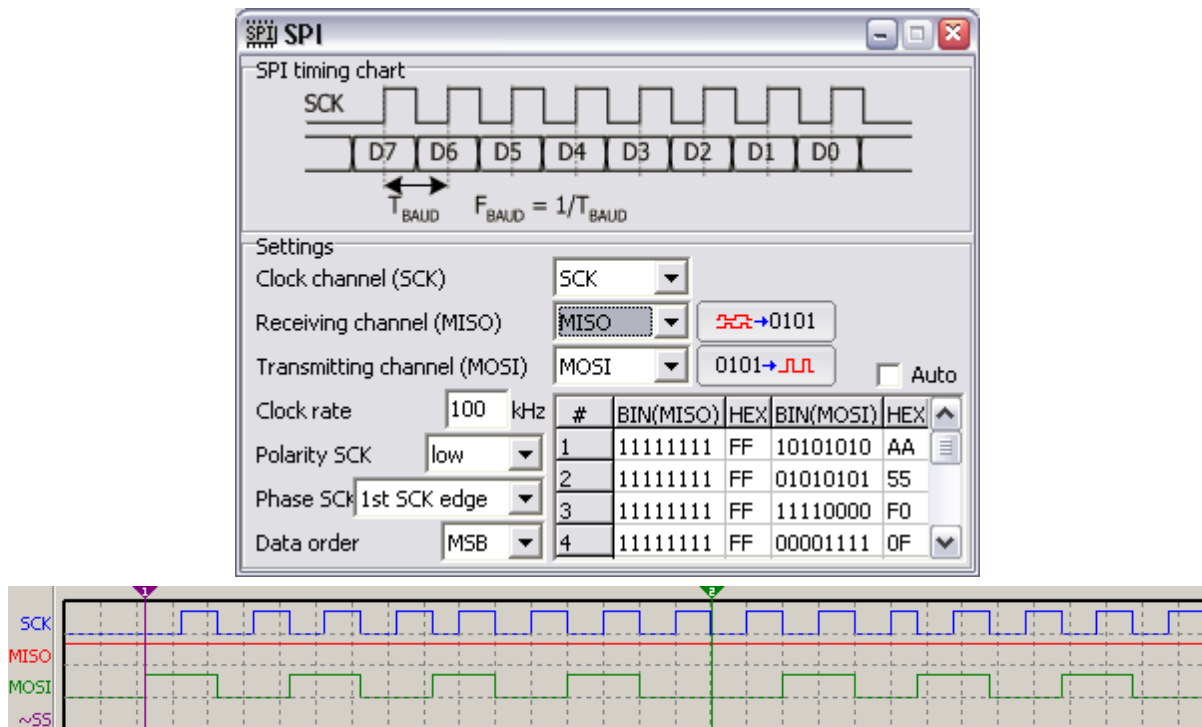 SPI SPI
SPI timing chart
SCK
D7 D6 D5 D4 D3 D2 D1 D0
TBAUD FBAUD = 1/TBAUD
Settings
Clock channel (SCK) SCK
Receiving channel (MISO) MISO →0101
Transmitting channel (MOSI) MOSI 0101→
Auto
Clock rate 100 kHz
Polarity SCK low
Phase SCK 1st SCK edge
Data order MSB
# BIN(MISO) HEX BIN(MOSI) HEX
1 11111111 FF 10101010 AA
2 11111111 FF 01010101 55
3 11111111 FF 11110000 F0
4 11111111 FF 00001111 0F
1 2
SCK
MISO
MOSI
~SS